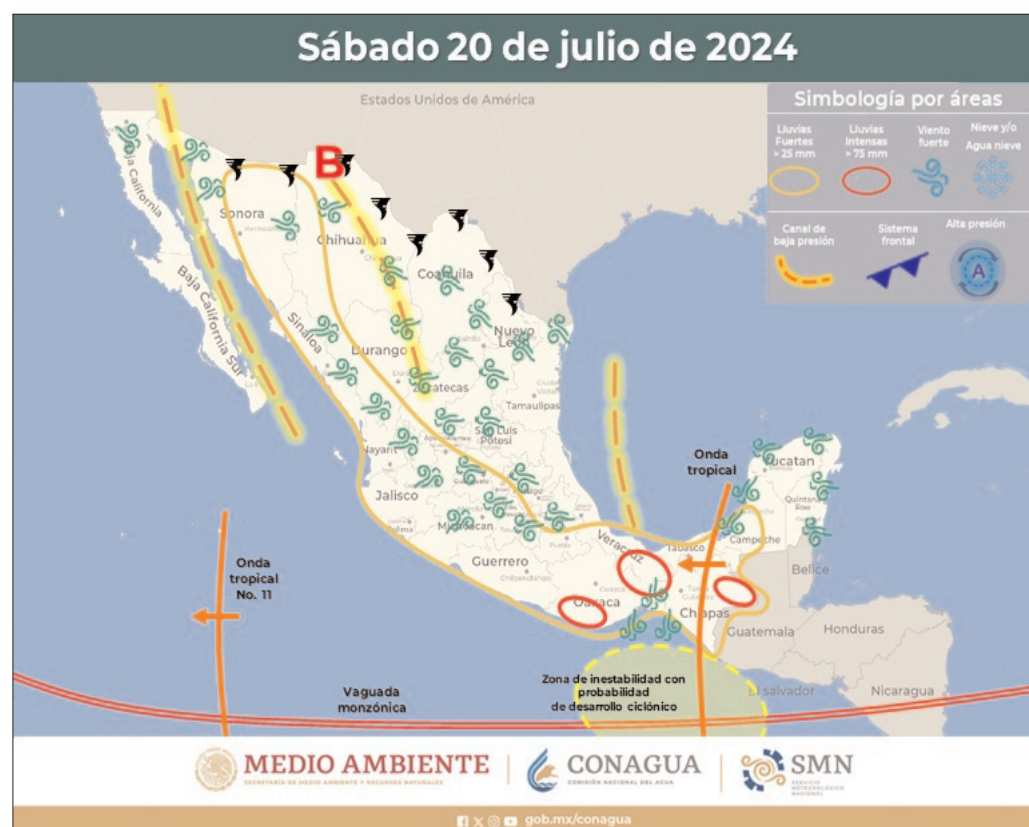 Sábado 20 de julio de 2024
Estados Unidos de América
Simbología por áreas
Lluvias
Fuertes
> 25 mm
Lluvias
Intensas
> 75 mm
Viento
fuerte
Nieve y/o
Agua nieve
Canal de
baja presión
Sistema
frontal
Alta presión
A
B
Baja California
Sonora
Chihuahua
Coahuila
Baja California Sur
Sinaloa
Durango
Nuevo
León
Zacatecas
Tamaulipas
San Luis
Potosí
Nayarit
Jalisco
Hidalgo
Michoacán
Guerrero
Chilpancingo
Puebla
Veracruz
Oaxaca
Tabasco
Chiapas
Campeche
Yucatán
Quintana
Roo
Belice
Guatemala
Honduras
El salvador
Nicaragua
Onda
tropical
Onda
tropical
No. 11
Vaguada
monzónica
Zona de inestabilidad con
probabilidad
de desarrollo ciclónico
MEDIO AMBIENTE
SECRETARÍA DE MEDIO AMBIENTE Y RECURSOS NATURALES
CONAGUA
COMISIÓN NACIONAL DEL AGUA
SMN
SERVICIO
METEOROLÓGICO
NACIONAL
gob.mx/conagua